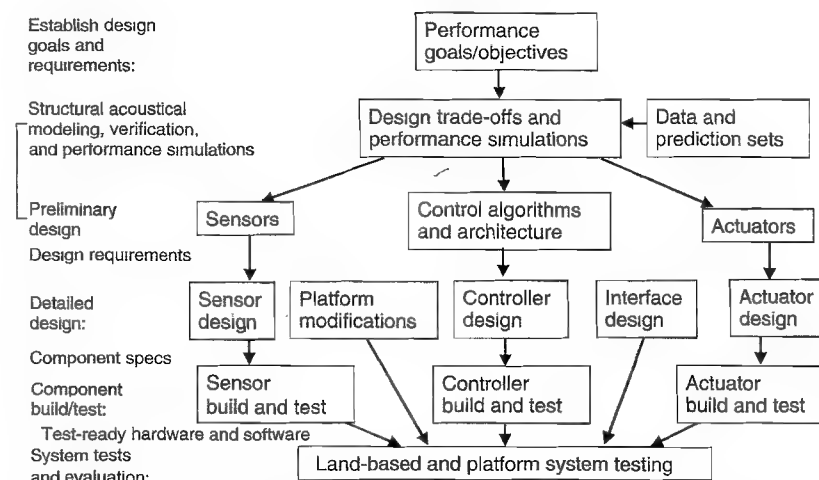 Establish design
goals and
requirements:
Performance
goals/objectives
Structural acoustical
modeling, verification,
and performance simulations
Design trade-offs and
performance simulations
Data and
prediction sets
Preliminary
design
Sensors
Control algorithms
and architecture
Actuators
Design requirements
Detailed
design:
Sensor
design
Platform
modifications
Controller
design
Interface
design
Actuator
design
Component specs
Component
build/test:
Sensor
build and test
Controller
build and test
Actuator
build and test
Test-ready hardware and software
System tests
and evaluation:
Land-based and platform system testing